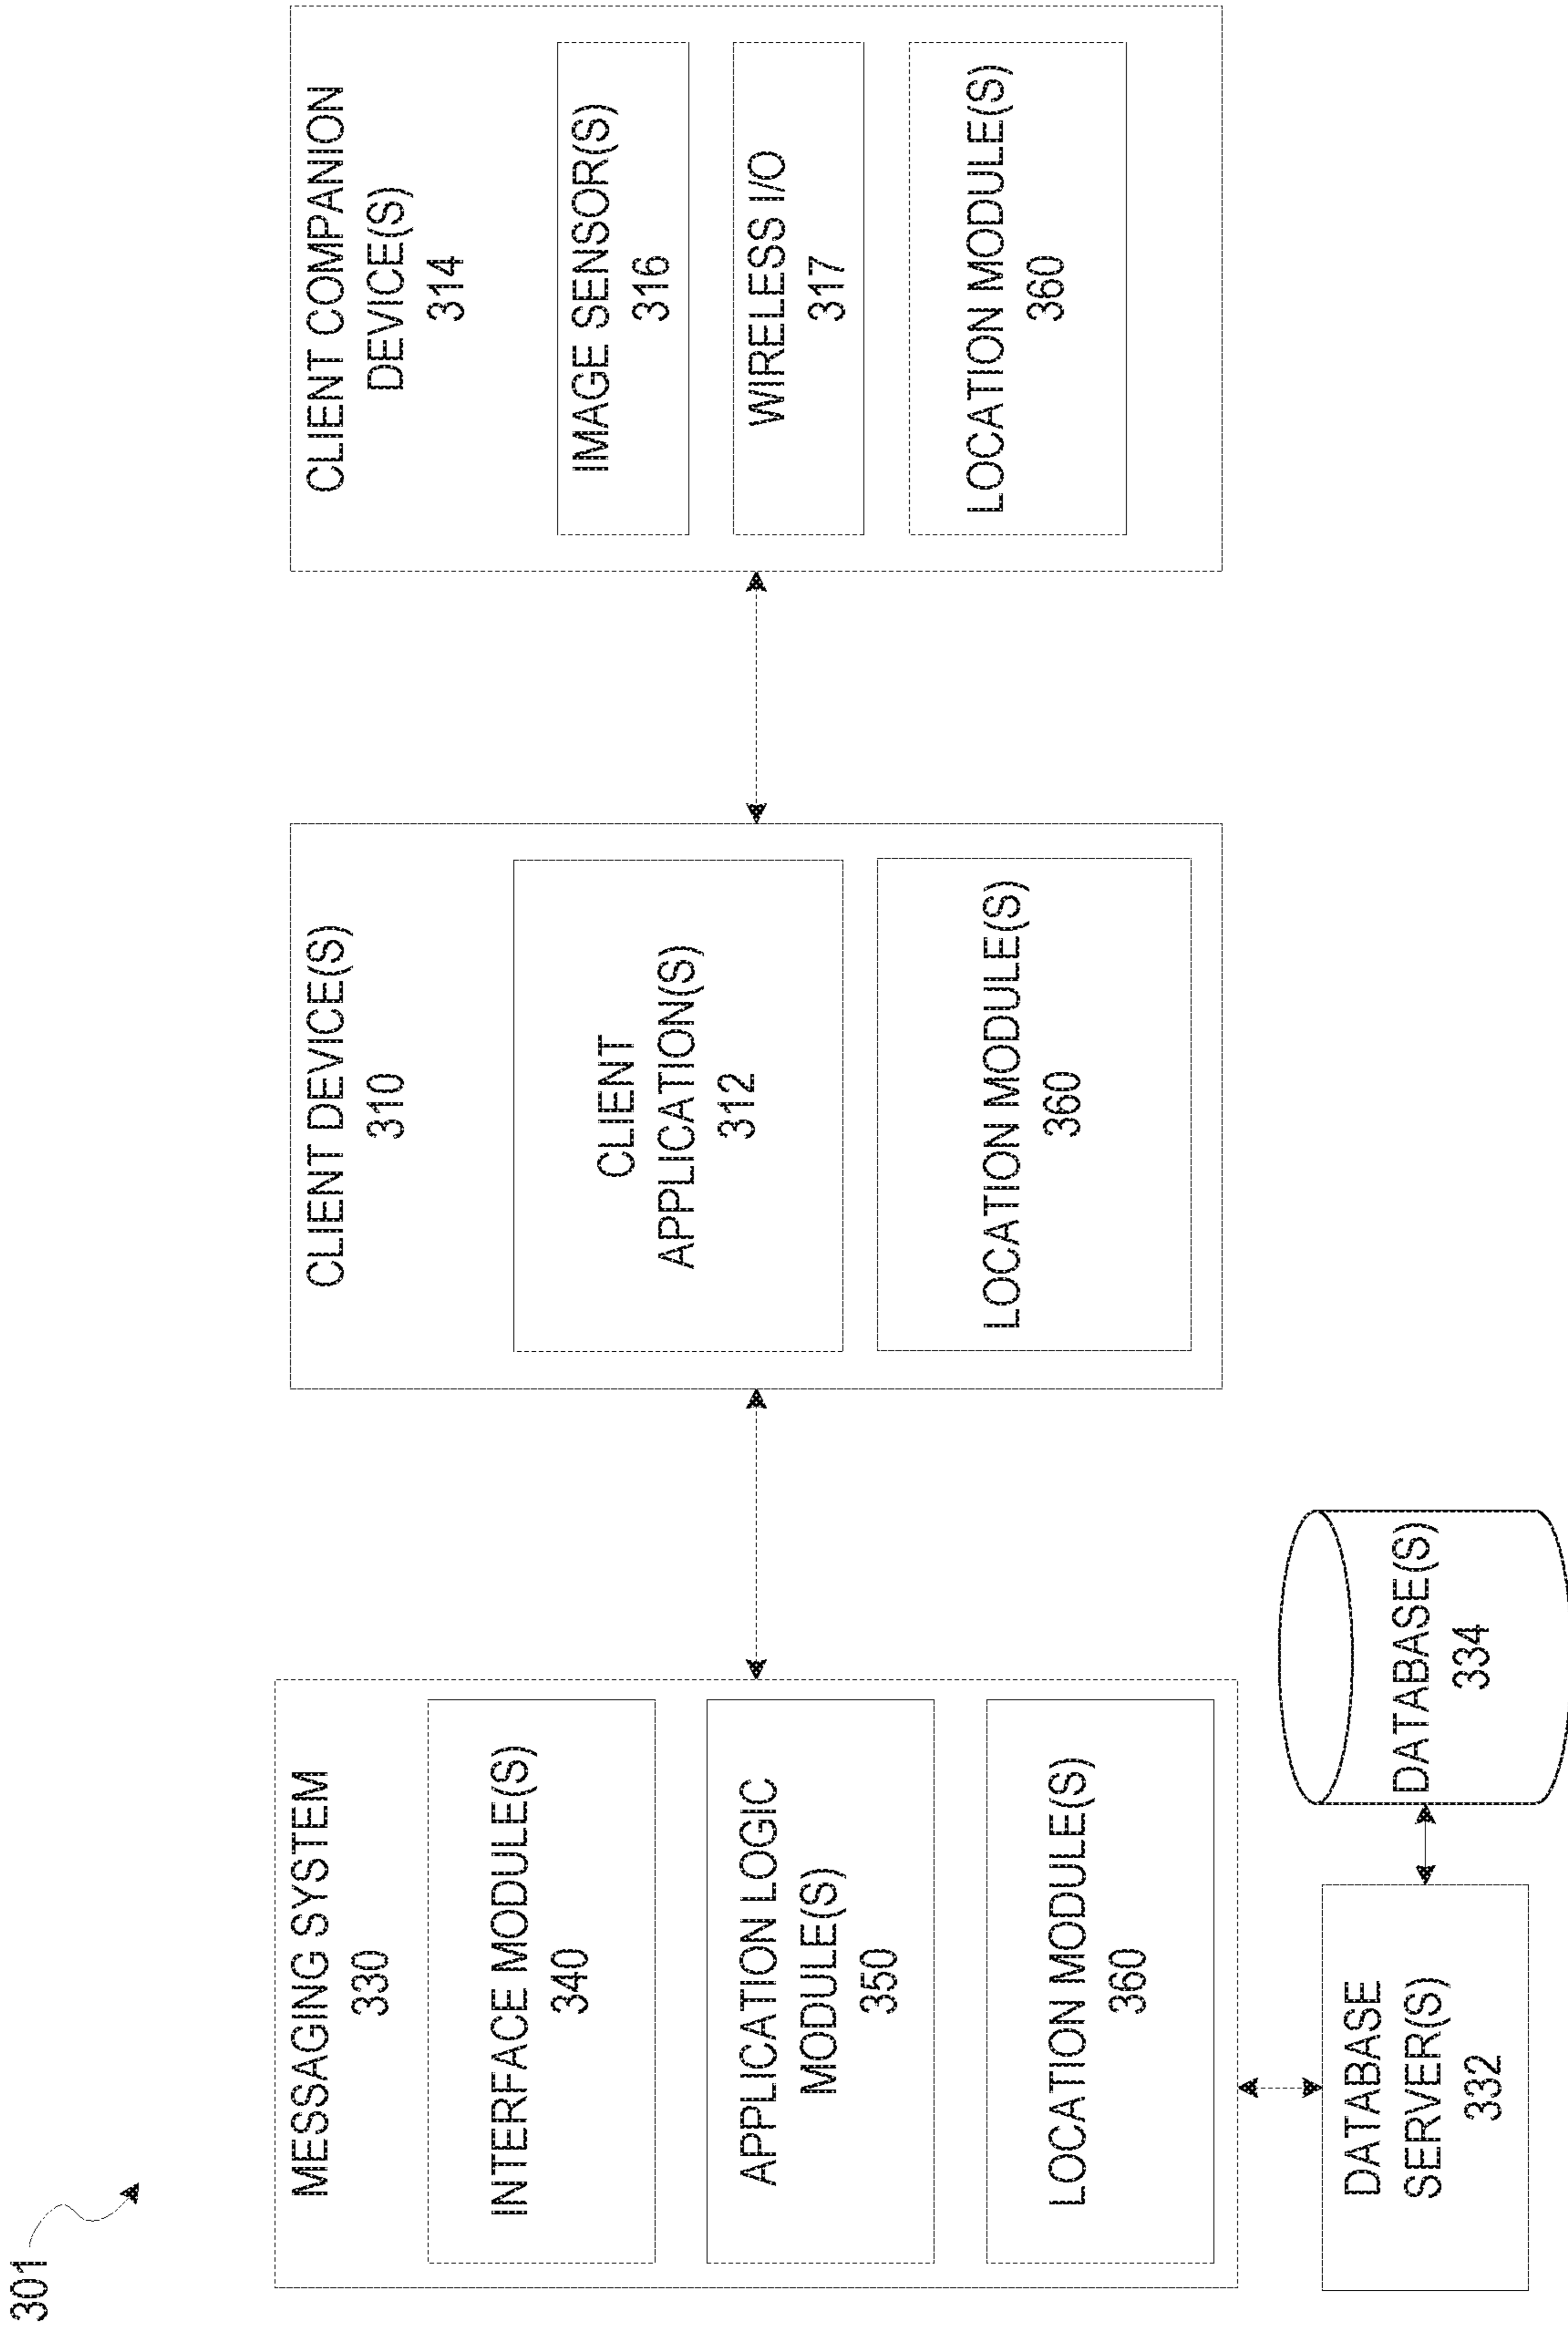 301
MESSAGING SYSTEM
330
INTERFACE MODULE(S)
340
APPLICATION LOGIC
MODULE(S)
350
LOCATION MODULE(S)
360
DATABASE
SERVER(S)
332
DATABASE(S)
334
CLIENT DEVICE(S)
310
CLIENT
APPLICATION(S)
312
LOCATION MODULE(S)
360
CLIENT COMPANION
DEVICE(S)
314
IMAGE SENSOR(S)
316
WIRELESS I/O
317
LOCATION MODULE(S)
360